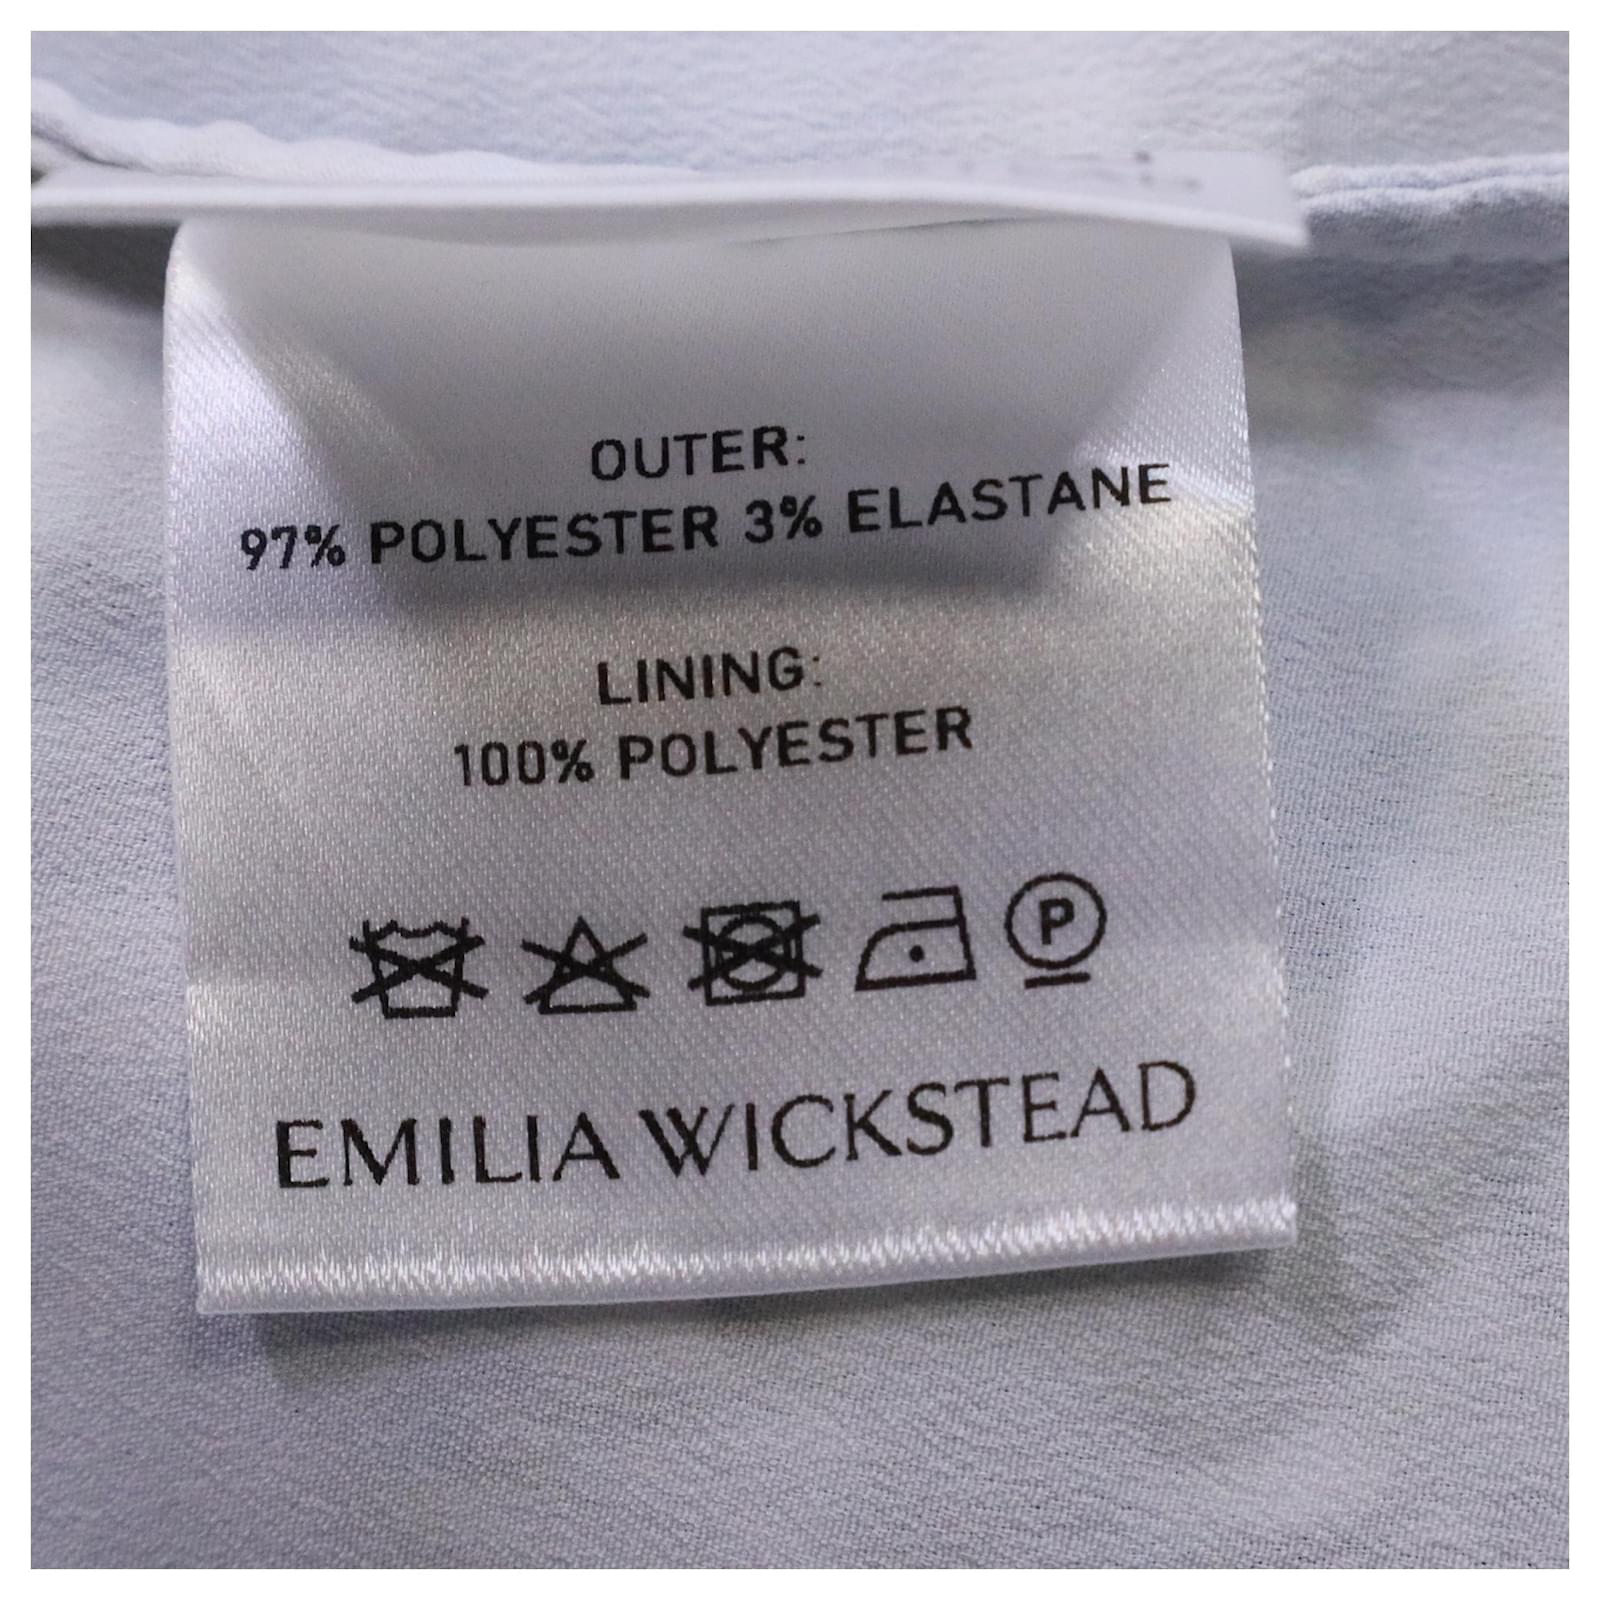 OUTER:
97% POLYESTER 3% ELASTANE
LINING:
100% POLYESTER
P
EMILIA WICKSTEAD